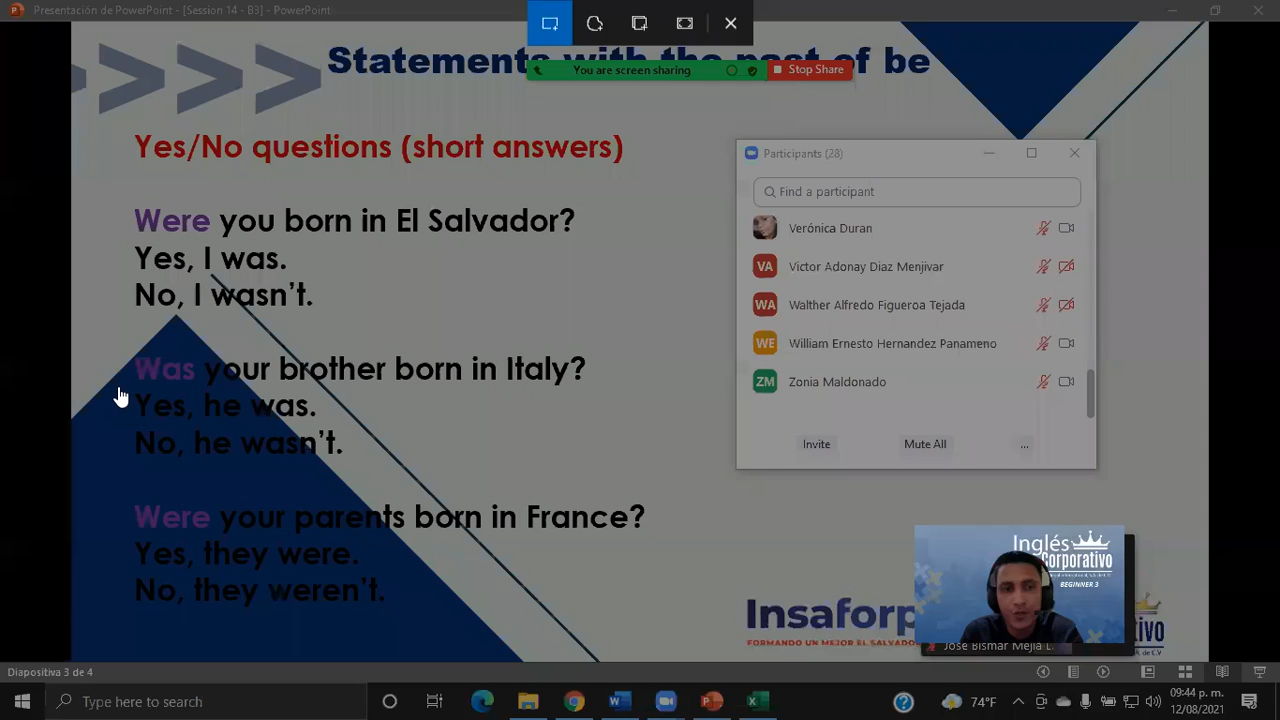 Presentación de PowerPoint - [Session 14 - B3] - PowerPoint
Statements with the past of be
You are screen sharing
Stop Share
Yes/No questions (short answers)
Were you born in El Salvador?
Yes, I was.
No, I wasn't.
Was your brother born in Italy?
Yes, he was.
No, he wasn't.
Were your parents born in France?
Yes, they were.
No, they weren't.
Participants (28)
Find a participant
Verónica Duran
VA Victor Adonay Diaz Menjivar
WA Walther Alfredo Figueroa Tejada
WE William Ernesto Hernandez Panameno
ZM Zonia Maldonado
Invite Mute All ...
Inglés
Corporativo
BEGINNER 3
Insaforp
FORMANDO UN MEJOR EL SALVADOR
Jose Bismar Mejia L.
Diapositiva 3 de 4
Type here to search
74°F
09:44 p. m.
12/08/2021